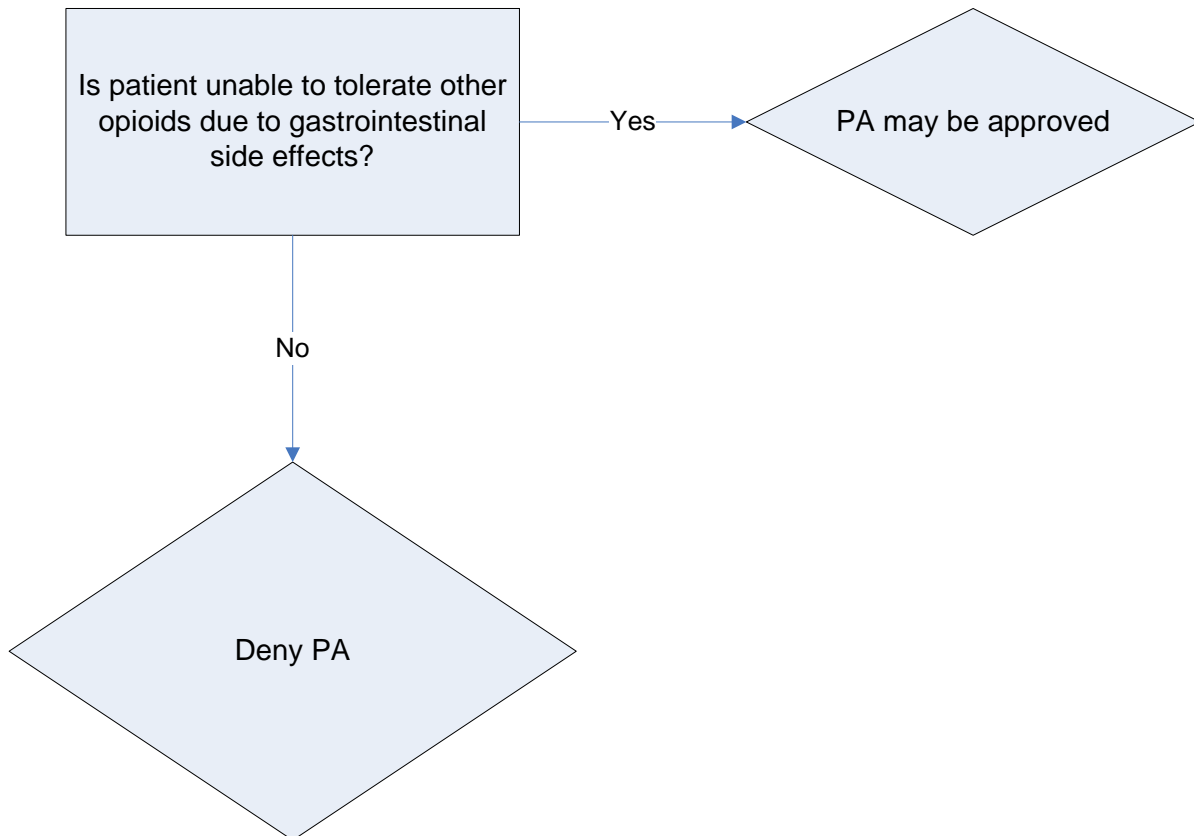 Is patient unable to tolerate other
opioids due to gastrointestinal
side effects?
Yes
PA may be approved
No
Deny PA